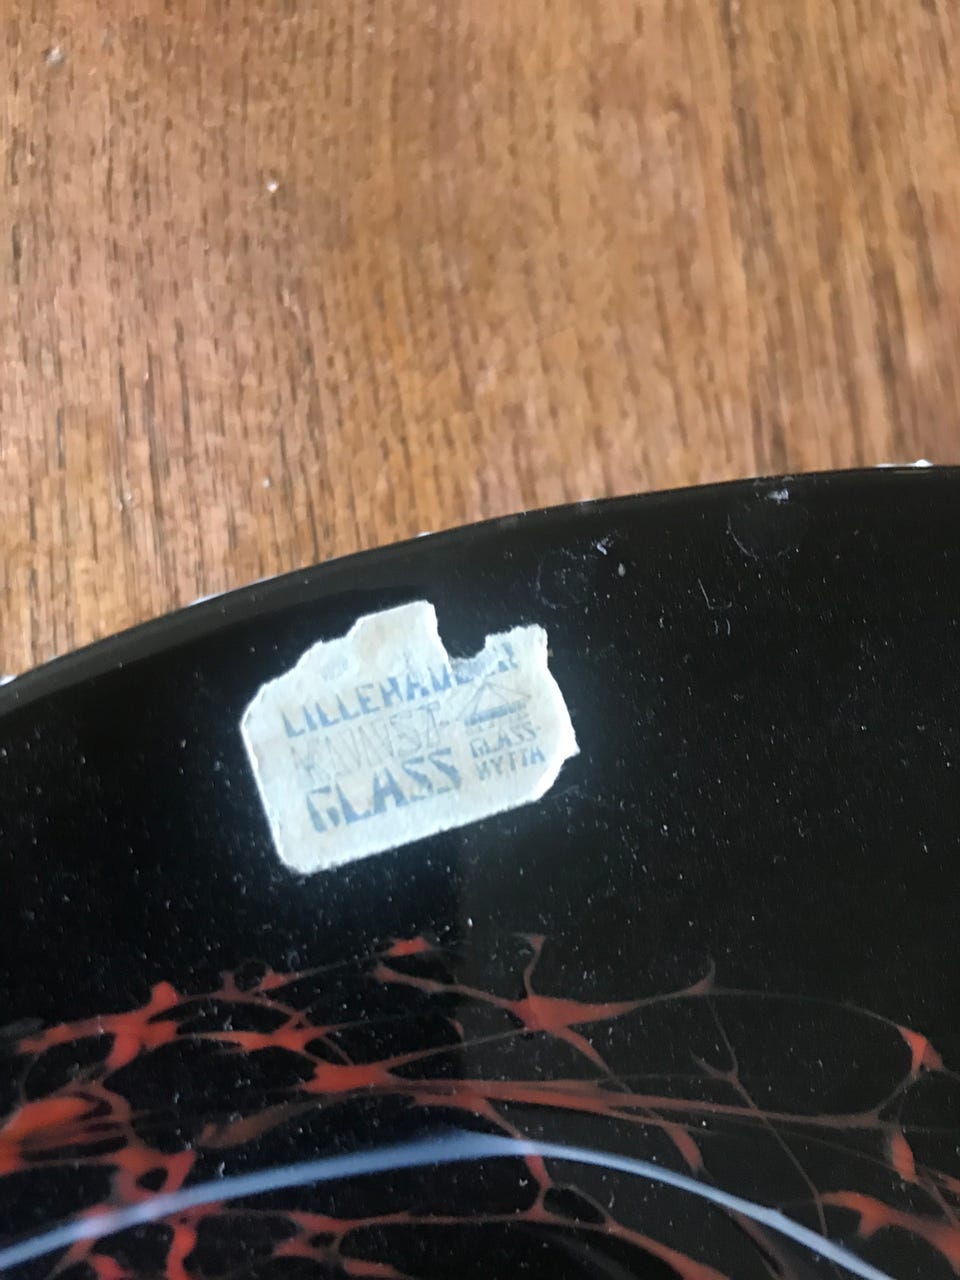 LILLEHAMMER
KUNST-
GLASS
GLASS-
HYTTA